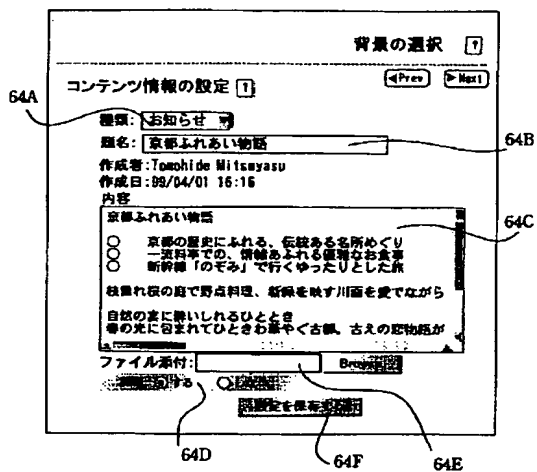 背景の選択 ?
コンテンツ情報の設定 ?
◀Prev ▶Next
64A
種類: お知らせ
題名: 京都ふれあい物語
64B
作成者:Tomohide Mitsuyasu
作成日:99/04/01 16:16
内容
京都ふれあい物語
64C
○ 京都の歴史にふれる、伝統ある名所めぐり
○ 一流料亭での、情緒あふれる優雅なお食事
○ 新幹線「のぞみ」で行くゆったりとした旅
枝垂れ桜の庭で野点料理、新緑を映す川面を愛でながら
自然の宴に酔いしれるひととき
春の光に包まれてひときわ華やぐ古都。古えの恋物語が
ファイル添付:
する
設定を保存
64D
64F
64E